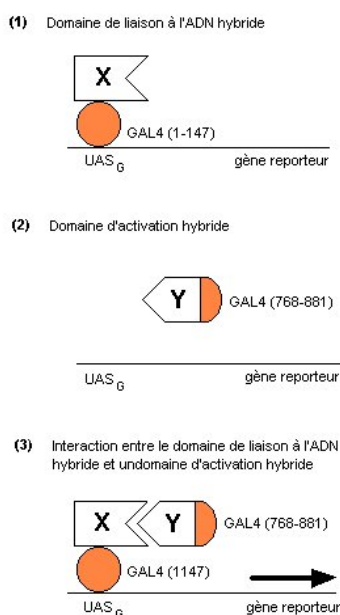 (1) Domaine de liaison à l'ADN hybride
X
GAL4 (1-147)
UAS G gène reporteur
(2) Domaine d'activation hybride
Y GAL4 (768-881)
UAS G gène reporteur
(3) Interaction entre le domaine de liaison à l'ADN
hybride et undomaine d'activation hybride
X Y GAL4 (768-881)
GAL4 (1147)
UAS G gène reporteur